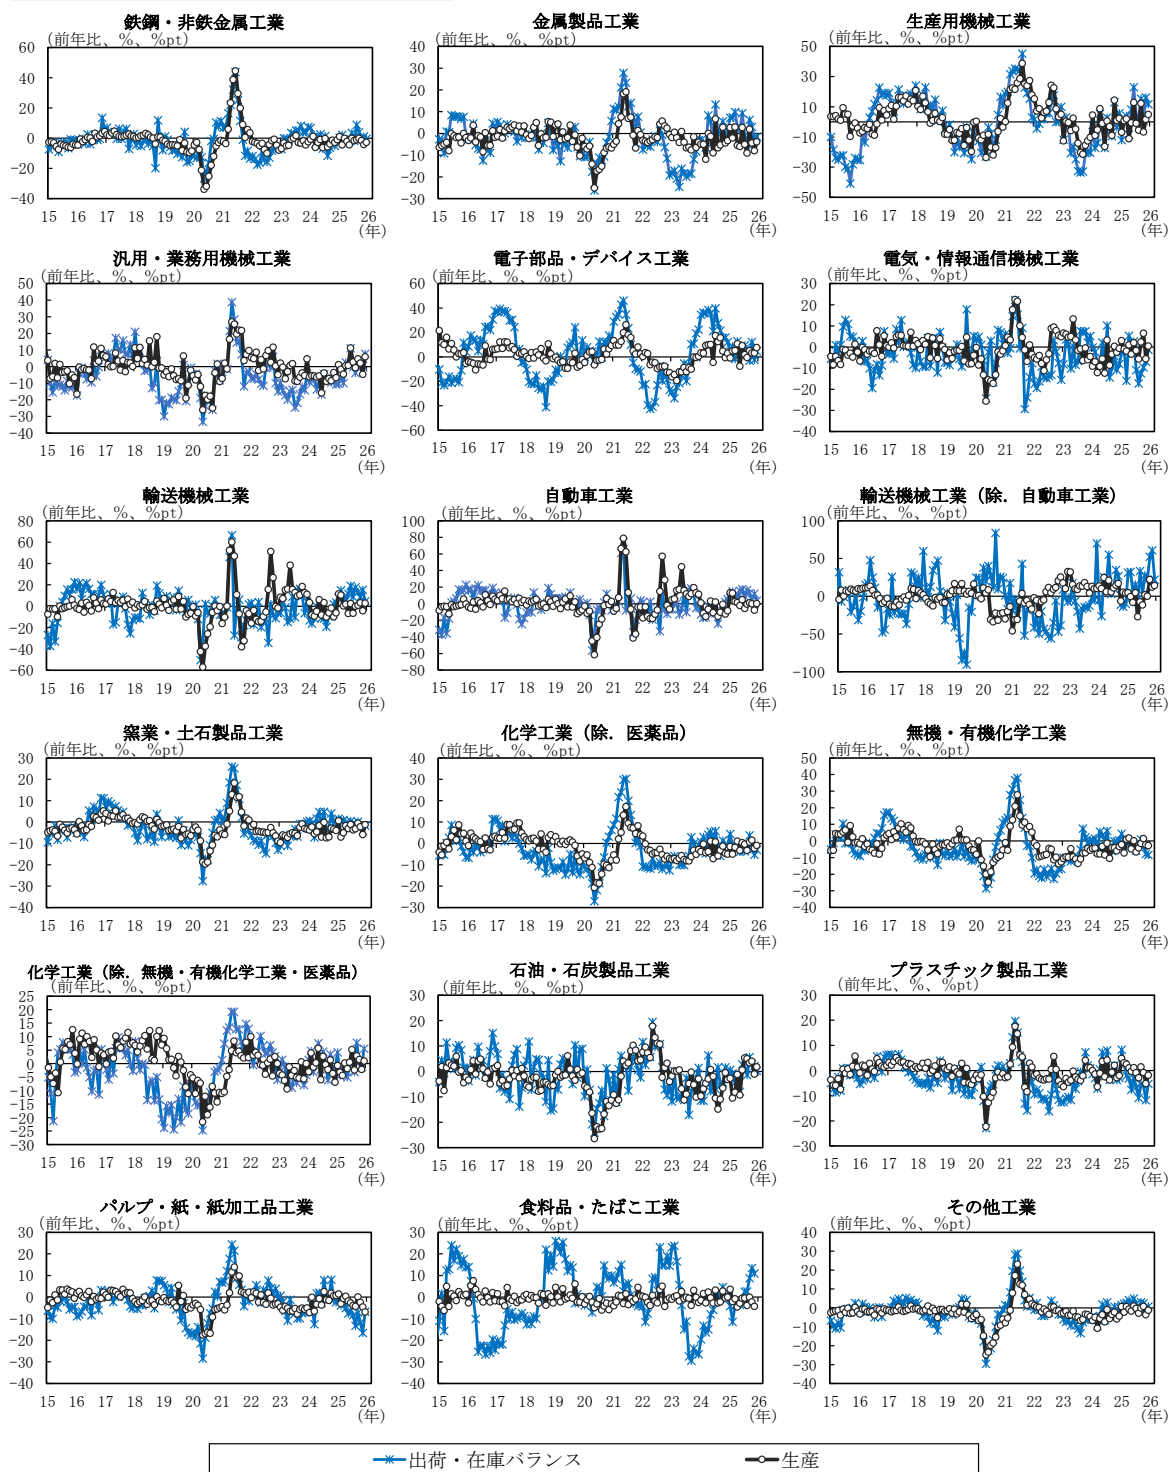 鉄鋼・非鉄金属工業
(前年比、%、%pt)
60
40
20
0
-20
-40
15 16 17 18 19 20 21 22 23 24 25 26
(年)
金属製品工業
(前年比、%、%pt)
40
30
20
10
0
-10
-20
-30
15 16 17 18 19 20 21 22 23 24 25 26
(年)
生産用機械工業
(前年比、%、%pt)
50
30
10
-10
-30
-50
15 16 17 18 19 20 21 22 23 24 25 26
(年)
汎用・業務用機械工業
(前年比、%、%pt)
50
40
30
20
10
0
-10
-20
-30
-40
15 16 17 18 19 20 21 22 23 24 25 26
(年)
電子部品・デバイス工業
(前年比、%、%pt)
60
40
20
0
-20
-40
-60
15 16 17 18 19 20 21 22 23 24 25 26
(年)
電気・情報通信機械工業
(前年比、%、%pt)
30
20
10
0
-10
-20
-30
-40
15 16 17 18 19 20 21 22 23 24 25 26
(年)
輸送機械工業
(前年比、%、%pt)
80
60
40
20
0
-20
-40
-60
15 16 17 18 19 20 21 22 23 24 25 26
(年)
自動車工業
(前年比、%、%pt)
100
80
60
40
20
0
-20
-40
-60
-80
15 16 17 18 19 20 21 22 23 24 25 26
(年)
輸送機械工業(除.自動車工業)
(前年比、%、%pt)
100
50
0
-50
-100
15 16 17 18 19 20 21 22 23 24 25 26
(年)
窯業・土石製品工業
(前年比、%、%pt)
30
20
10
0
-10
-20
-30
-40
15 16 17 18 19 20 21 22 23 24 25 26
(年)
化学工業(除.医薬品)
(前年比、%、%pt)
40
30
20
10
0
-10
-20
-30
15 16 17 18 19 20 21 22 23 24 25 26
(年)
無機・有機化学工業
(前年比、%、%pt)
50
40
30
20
10
0
-10
-20
-30
-40
15 16 17 18 19 20 21 22 23 24 25 26
(年)
化学工業(除.無機・有機化学工業・医薬品)
(前年比、%、%pt)
25
20
15
10
5
0
-5
-10
-15
-20
-25
-30
15 16 17 18 19 20 21 22 23 24 25 26
(年)
石油・石炭製品工業
(前年比、%、%pt)
30
20
10
0
-10
-20
-30
15 16 17 18 19 20 21 22 23 24 25 26
(年)
プラスチック製品工業
(前年比、%、%pt)
30
20
10
0
-10
-20
-30
15 16 17 18 19 20 21 22 23 24 25 26
(年)
パルプ・紙・紙加工品工業
(前年比、%、%pt)
30
20
10
0
-10
-20
-30
-40
15 16 17 18 19 20 21 22 23 24 25 26
(年)
食料品・たばこ工業
(前年比、%、%pt)
30
20
10
0
-10
-20
-30
-40
15 16 17 18 19 20 21 22 23 24 25 26
(年)
その他工業
(前年比、%、%pt)
40
30
20
10
0
-10
-20
-30
-40
15 16 17 18 19 20 21 22 23 24 25 26
(年)
出荷・在庫バランス 生産